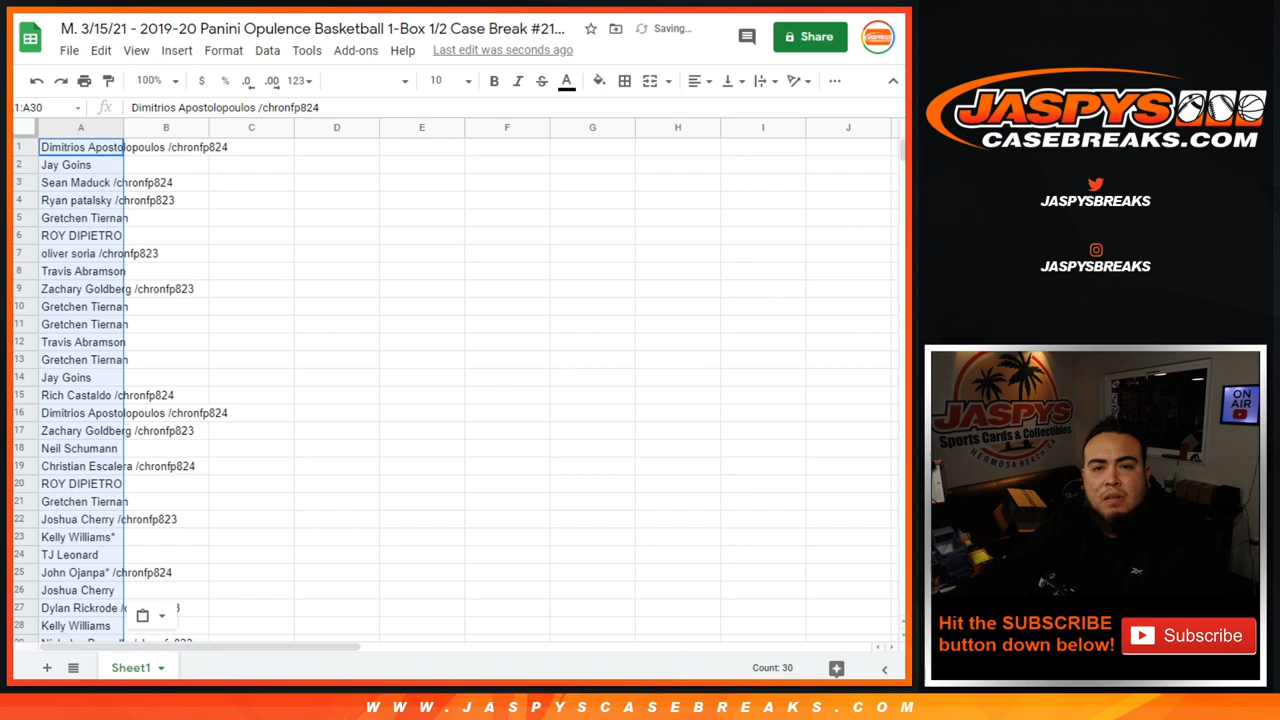 M. 3/15/21 - 2019-20 Panini Opulence Basketball 1-Box 1/2 Case Break #21...
Saving...
Share
File Edit View Insert Format Data Tools Add-ons Help Last edit was seconds ago
100% $ % .0 .00 123 10 B I S A
1:A30 fx Dimitrios Apostolopoulos /chronfp824
A B C D E F G H I J
1 Dimitrios Apostolopoulos /chronfp824
2 Jay Goins
3 Sean Maduck /chronfp824
4 Ryan patalsky /chronfp823
5 Gretchen Tiernan
6 ROY DIPIETRO
7 oliver soria /chronfp823
8 Travis Abramson
9 Zachary Goldberg /chronfp823
10 Gretchen Tiernan
11 Gretchen Tiernan
12 Travis Abramson
13 Gretchen Tiernan
14 Jay Goins
15 Rich Castaldo /chronfp824
16 Dimitrios Apostolopoulos /chronfp824
17 Zachary Goldberg /chronfp823
18 Neil Schumann
19 Christian Escalera /chronfp824
20 ROY DIPIETRO
21 Gretchen Tiernan
22 Joshua Cherry /chronfp823
23 Kelly Williams*
24 TJ Leonard
25 John Ojanpa* /chronfp824
26 Joshua Cherry
27 Dylan Rickrode /
28 Kelly Williams
Sheet1
Count: 30
JASPYS
CASEBREAKS.COM
JASPYSBREAKS
JASPYSBREAKS
JASPYS
Sports Cards & Collectibles
HERMOSA BEACH, CA
ON
AIR
Hit the SUBSCRIBE
button down below!
Subscribe
WWW.JASPYSCASEBREAKS.COM